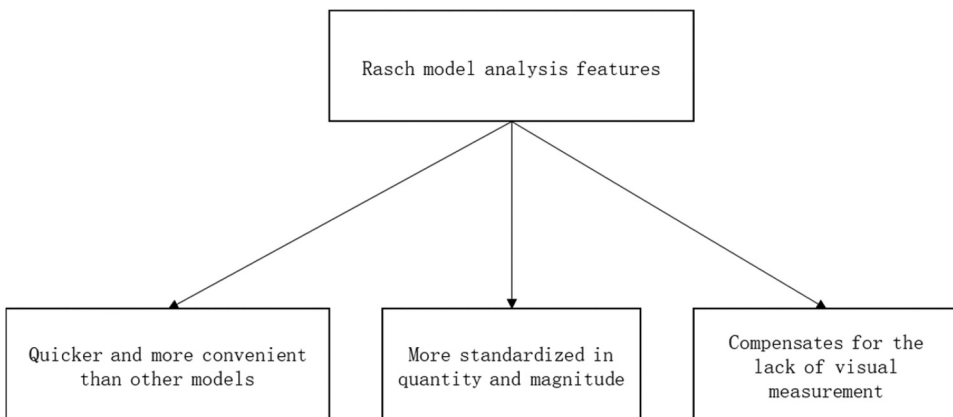 Rasch model analysis features
Quicker and more convenient
than other models
More standardized in
quantity and magnitude
Compensates for the
lack of visual
measurement